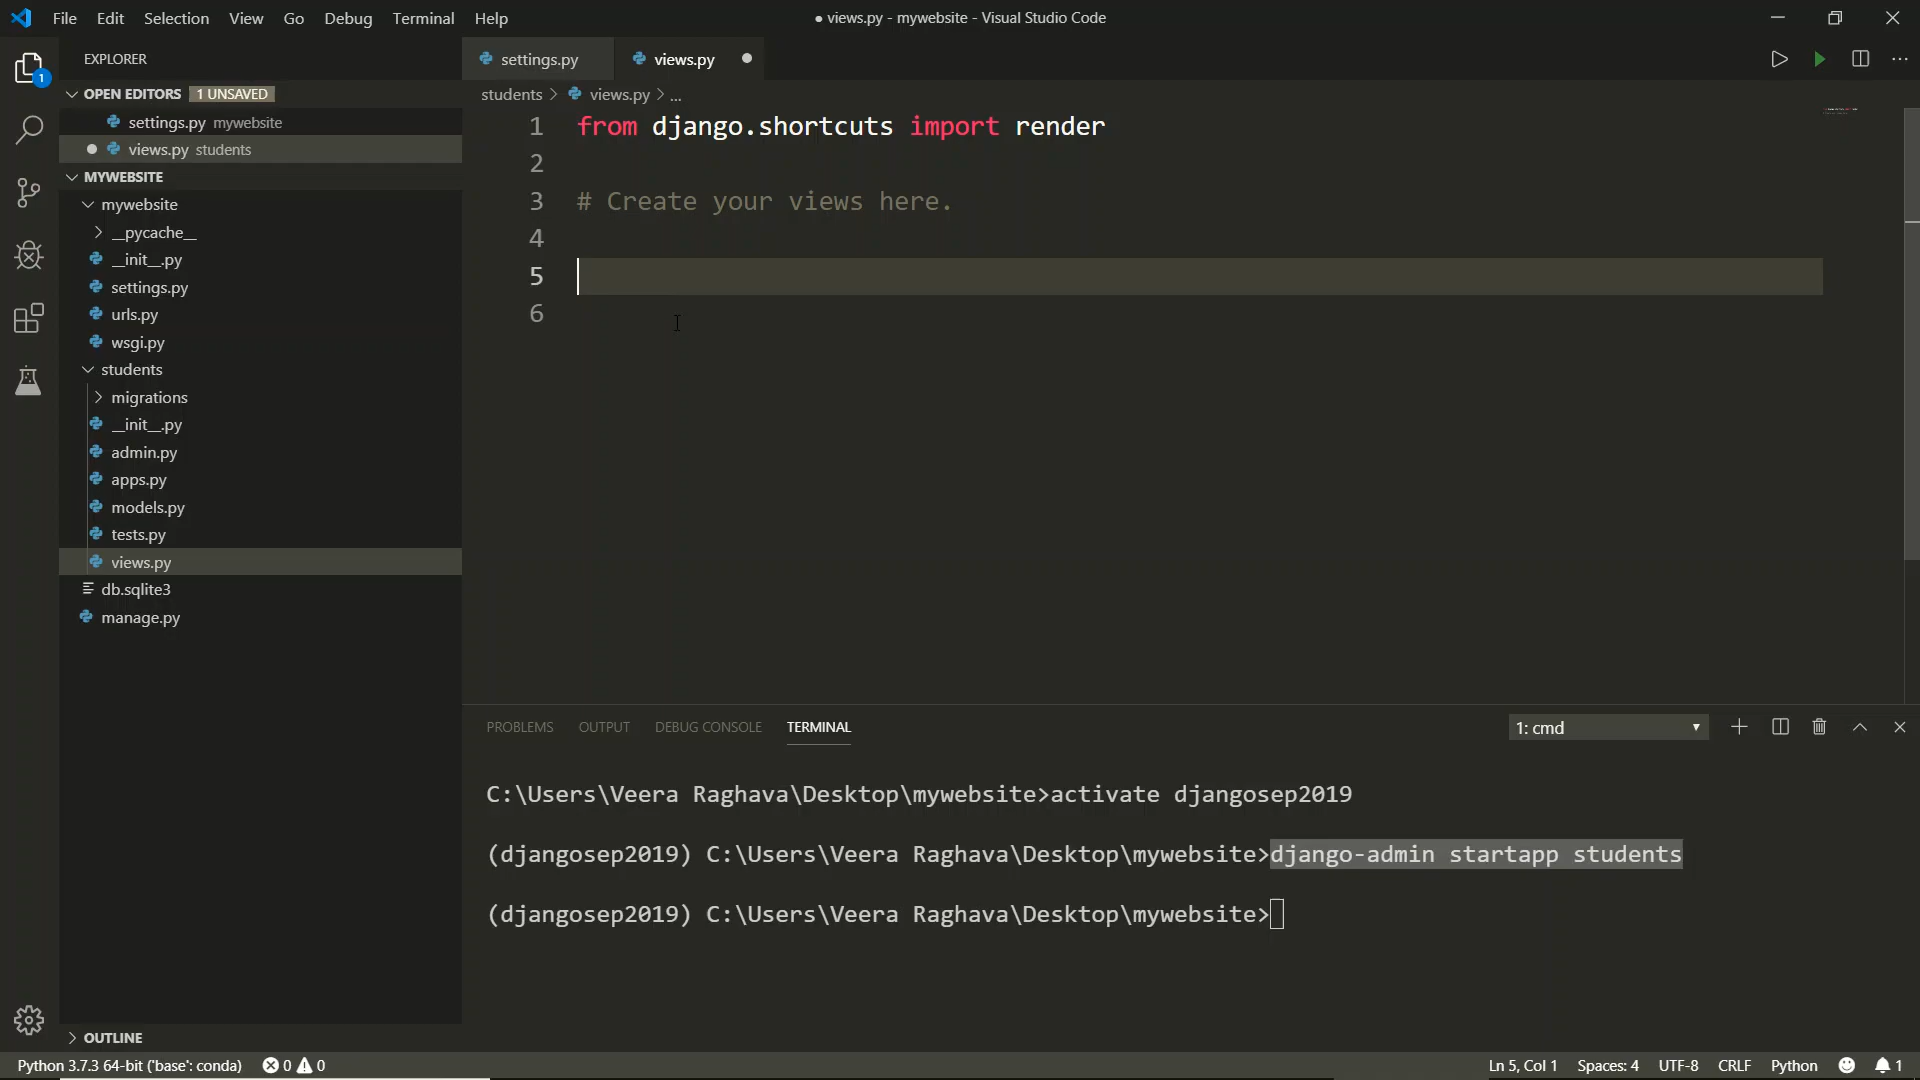 File Edit Selection View Go Debug Terminal Help
● views.py - mywebsite - Visual Studio Code
1
EXPLORER
OPEN EDITORS 1 UNSAVED
settings.py mywebsite
views.py students
MYWEBSITE
mywebsite
__pycache__
__init__.py
settings.py
urls.py
wsgi.py
students
migrations
__init__.py
admin.py
apps.py
models.py
tests.py
views.py
db.sqlite3
manage.py
OUTLINE
settings.py views.py
students > views.py > ...
1 from django.shortcuts import render
2
3 # Create your views here.
4
5
6
PROBLEMS OUTPUT DEBUG CONSOLE TERMINAL
1: cmd
C:\Users\Veera Raghava\Desktop\mywebsite>activate djangosep2019
(djangosep2019) C:\Users\Veera Raghava\Desktop\mywebsite>django-admin startapp students
(djangosep2019) C:\Users\Veera Raghava\Desktop\mywebsite>
Python 3.7.3 64-bit ('base': conda) 0 0
Ln 5, Col 1 Spaces: 4 UTF-8 CRLF Python 1